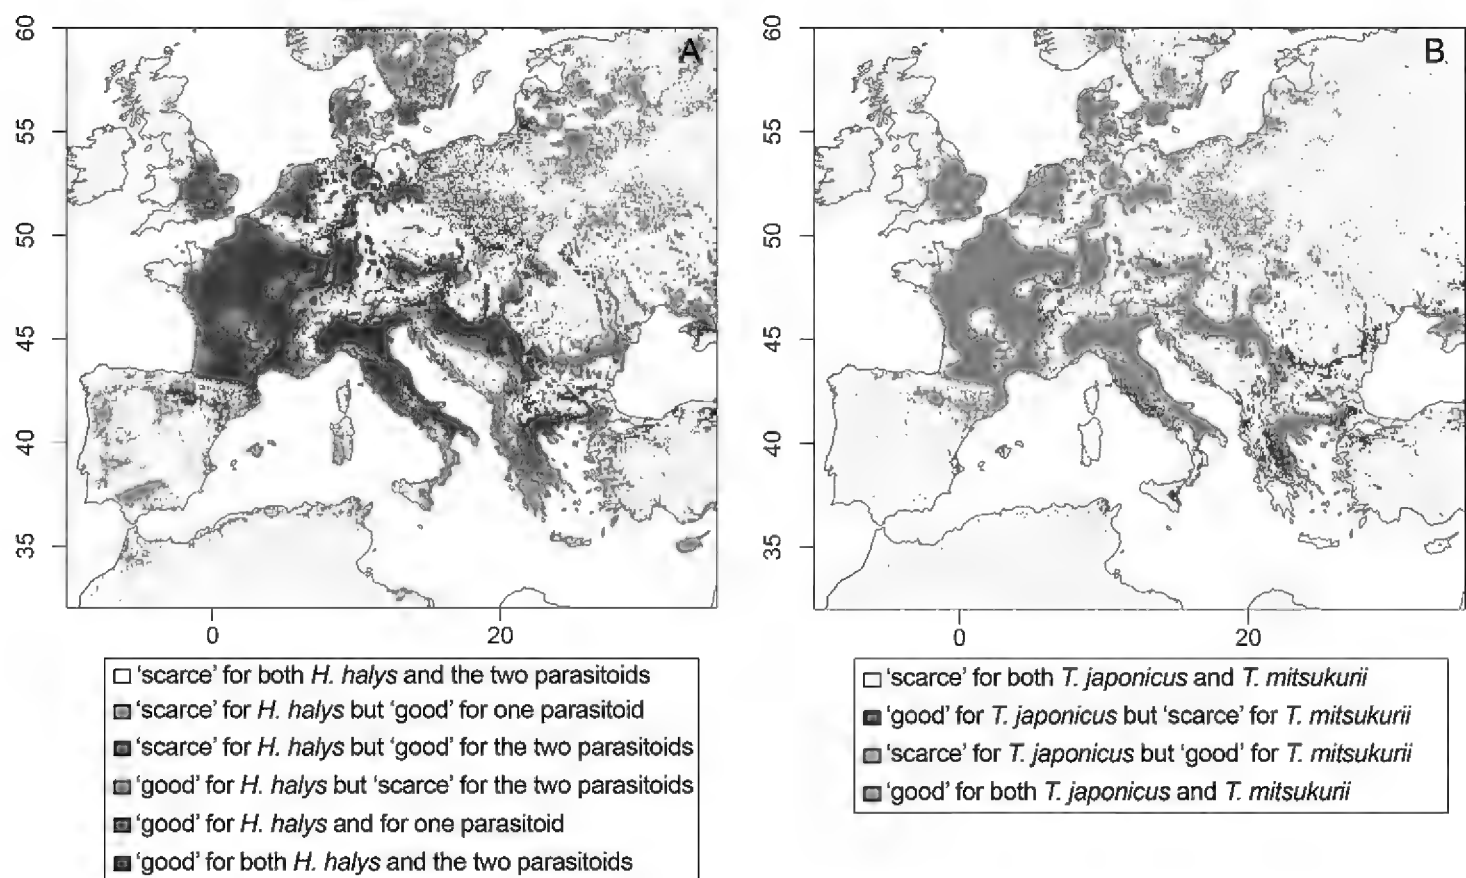 A
B
60
55
50
45
40
35
0
20
60
55
50
45
40
35
0
20
'scarce' for both H. halys and the two parasitoids
'scarce' for H. halys but 'good' for one parasitoid
'scarce' for H. halys but 'good' for the two parasitoids
'good' for H. halys but 'scarce' for the two parasitoids
'good' for H. halys and for one parasitoid
'good' for both H. halys and the two parasitoids
'scarce' for both T. japonicus and T. mitsukurii
'good' for T. japonicus but 'scarce' for T. mitsukurii
'scarce' for T. japonicus but 'good' for T. mitsukurii
'good' for both T. japonicus and T. mitsukurii